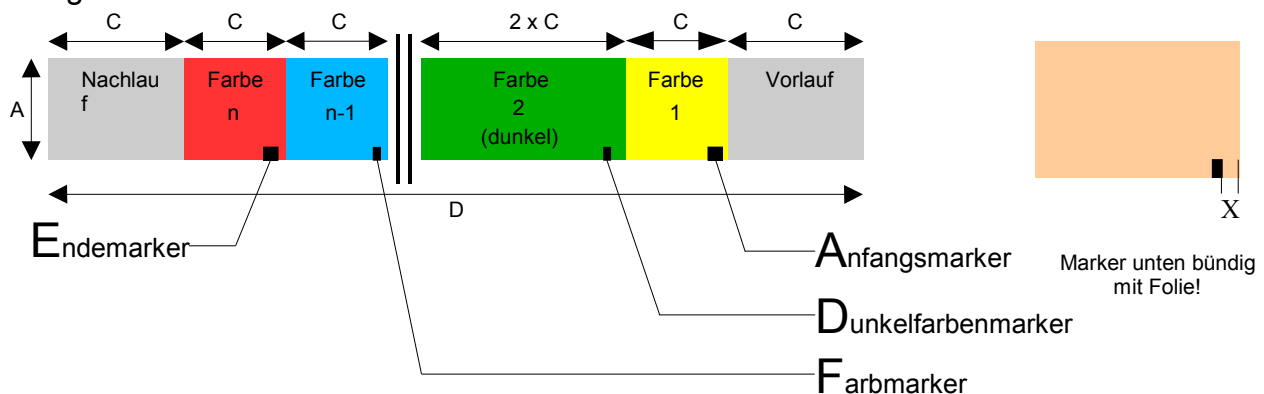 C C C 2 x C C C
A
Nachlau
f
Farbe
n
Farbe
n-1
Farbe
2
(dunkel)
Farbe
1
Vorlauf
D
X
Endemarker
Anfangsmarker
Dunkelfarbenmarker
Farbmarker
Marker unten bündig
mit Folie!